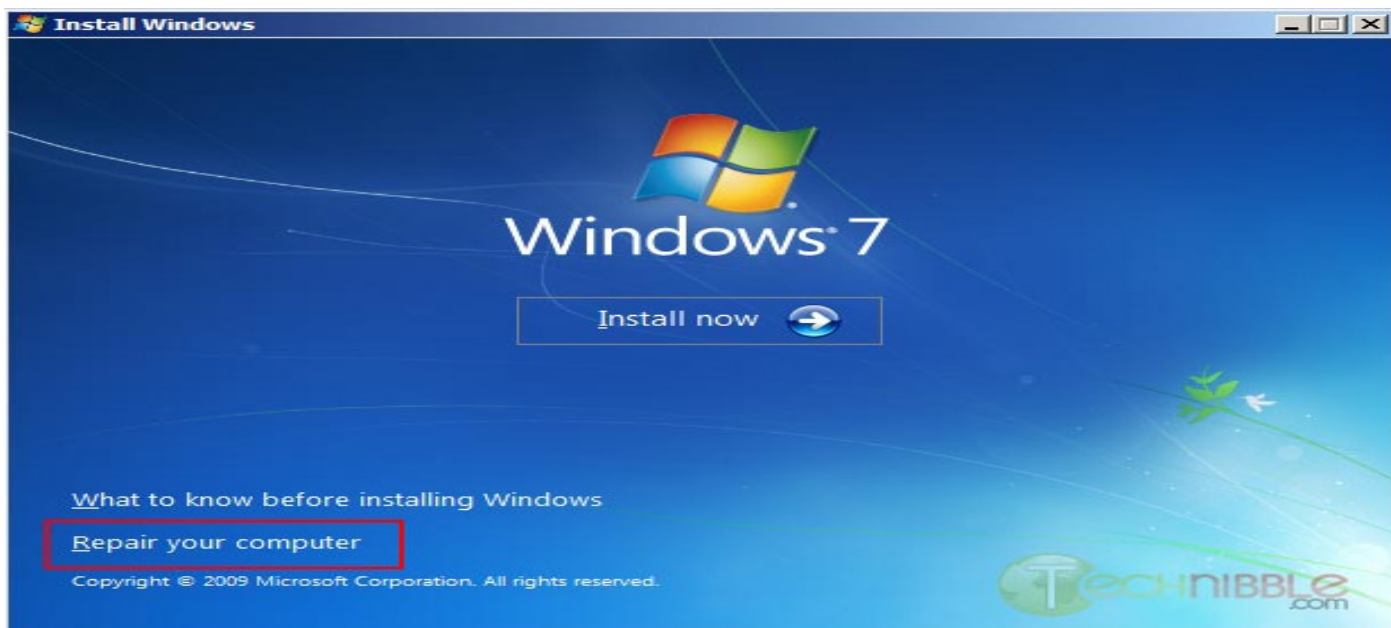 Install Windows
Windows® 7
Install now
What to know before installing Windows
Repair your computer
Copyright © 2009 Microsoft Corporation. All rights reserved.
TECHNIBBLE
.com